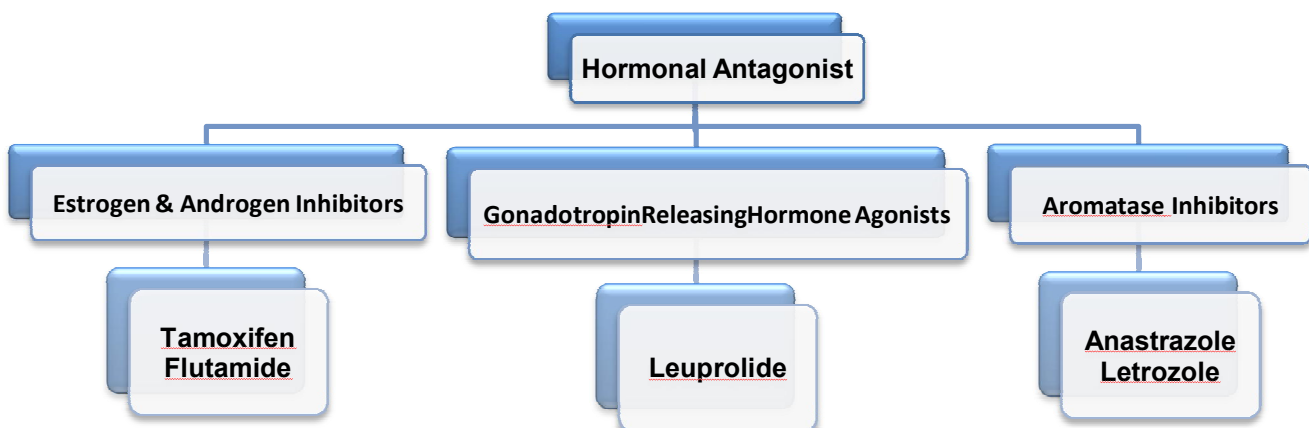 Hormonal Antagonist
Estrogen & Androgen Inhibitors
GonadotropinReleasingHormone Agonists
Aromatase Inhibitors
Tamoxifen
Flutamide
Leuprolide
Anastrazole
Letrozole